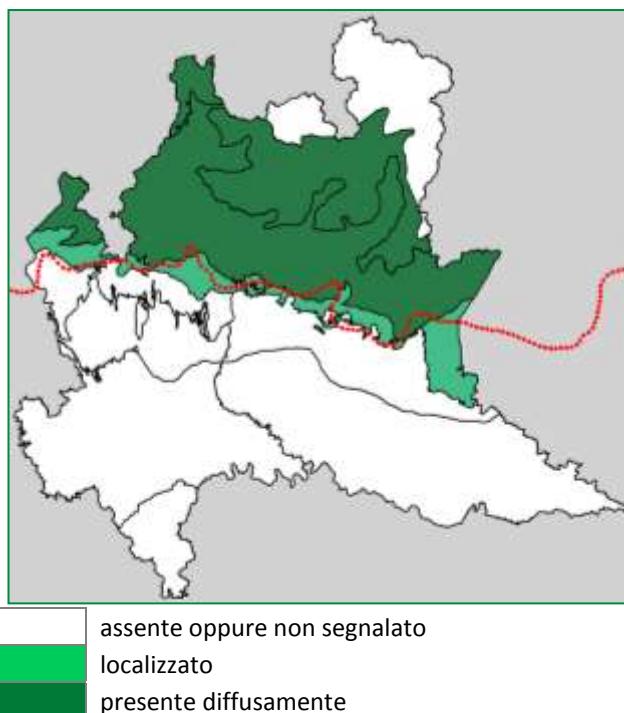 assente oppure non segnalato
localizzato
presente diffusamente